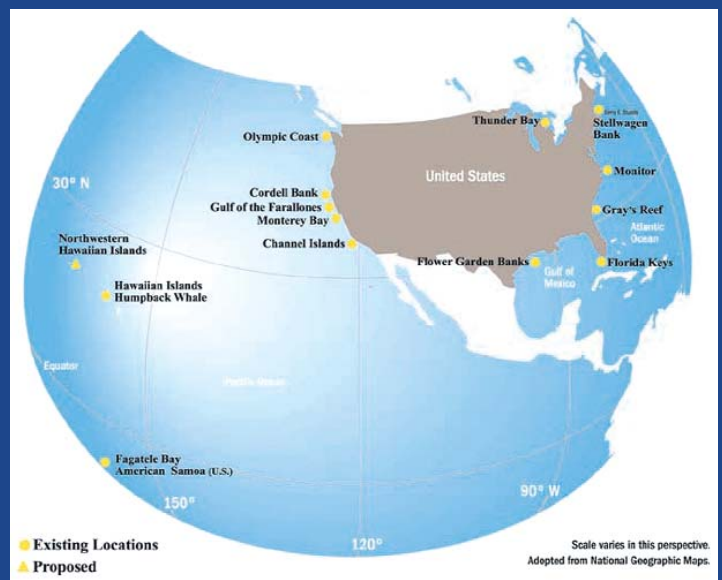 Olympic Coast
Thunder Bay
Gerry E. Studds
Stellwagen
Bank
United States
Monitor
30° N
Cordell Bank
Gulf of the Farallones
Monterey Bay
Gray's Reef
Atlantic
Ocean
Northwestern
Hawaiian Islands
Channel Islands
Flower Garden Banks
Gulf of
Mexico
Florida Keys
Hawaiian Islands
Humpback Whale
Equator
Pacific Ocean
Fagatele Bay
American Samoa (U.S.)
150°
90° W
120°
Existing Locations
Proposed
Scale varies in this perspective.
Adopted from National Geographic Maps.